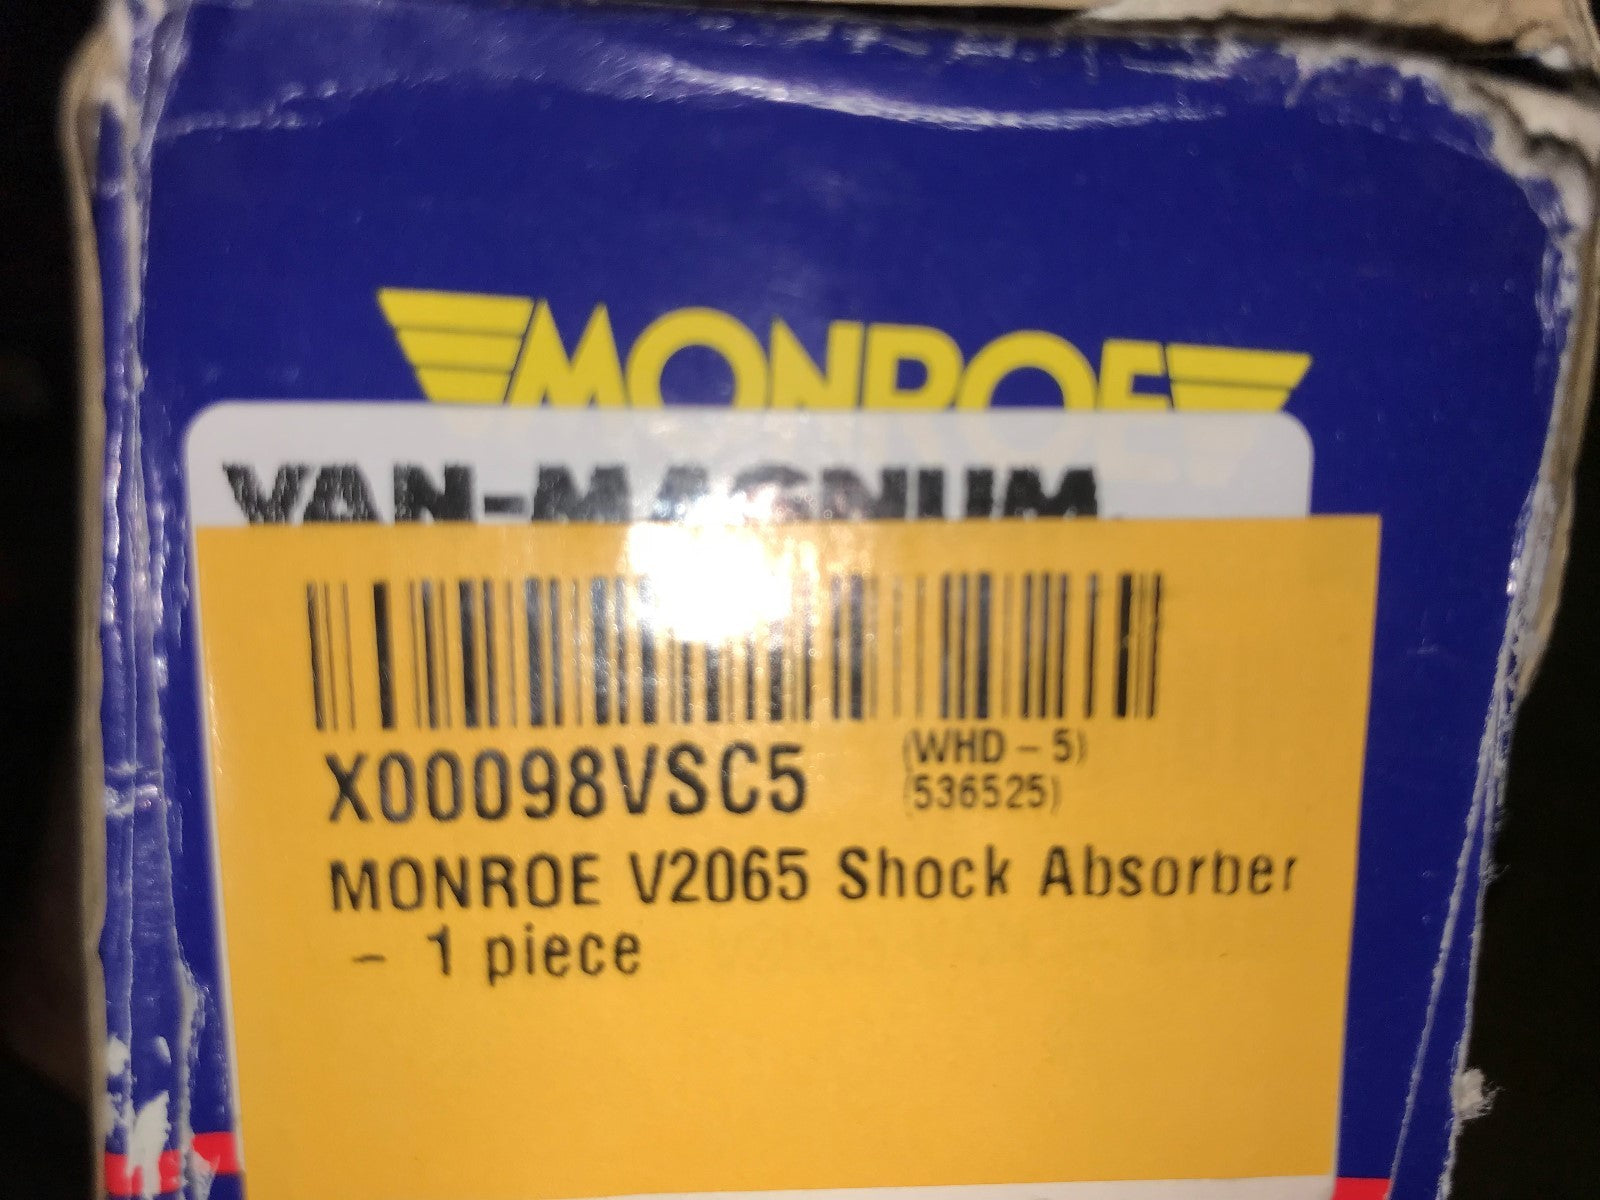 MONROE
VAN-MAGNUM
X00098VSC5
(WHD - 5)
(536525)
MONROE V2065 Shock Absorber
- 1 piece